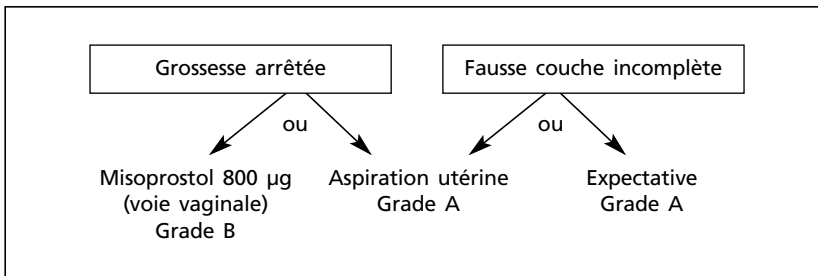 Grossesse arrêtée
Fausse couche incomplète
ou
ou
Misoprostol 800 µg
(voie vaginale)
Grade B
Aspiration utérine
Grade A
Expectative
Grade A